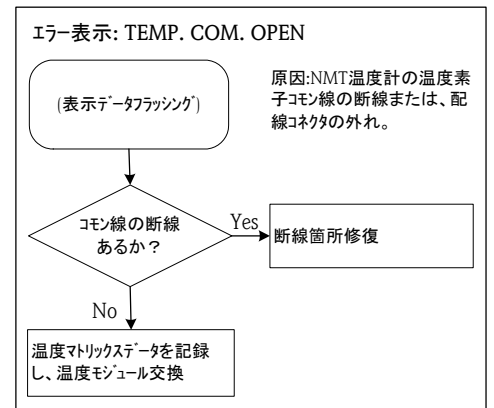 エラー表示: TEMP. COM. OPEN
(表示ﾃﾞｰﾀﾌﾗｯｼﾝｸﾞ)
原因:NMT温度計の温度素
子ｺﾓﾝ線の断線または、配
線ｺﾈｸﾀの外れ。
ｺﾓﾝ線の断線
あるか？
Yes
断線箇所修復
No
温度ﾏﾄﾘｯｸｽﾃﾞｰﾀを記録
し、温度ﾓｼﾞｭｰﾙ交換